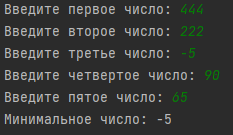 Введите первое число: 444
Введите второе число: 222
Введите третье число: -5
Введите четвертое число: 90
Введите пятое число: 65
Минимальное число: -5